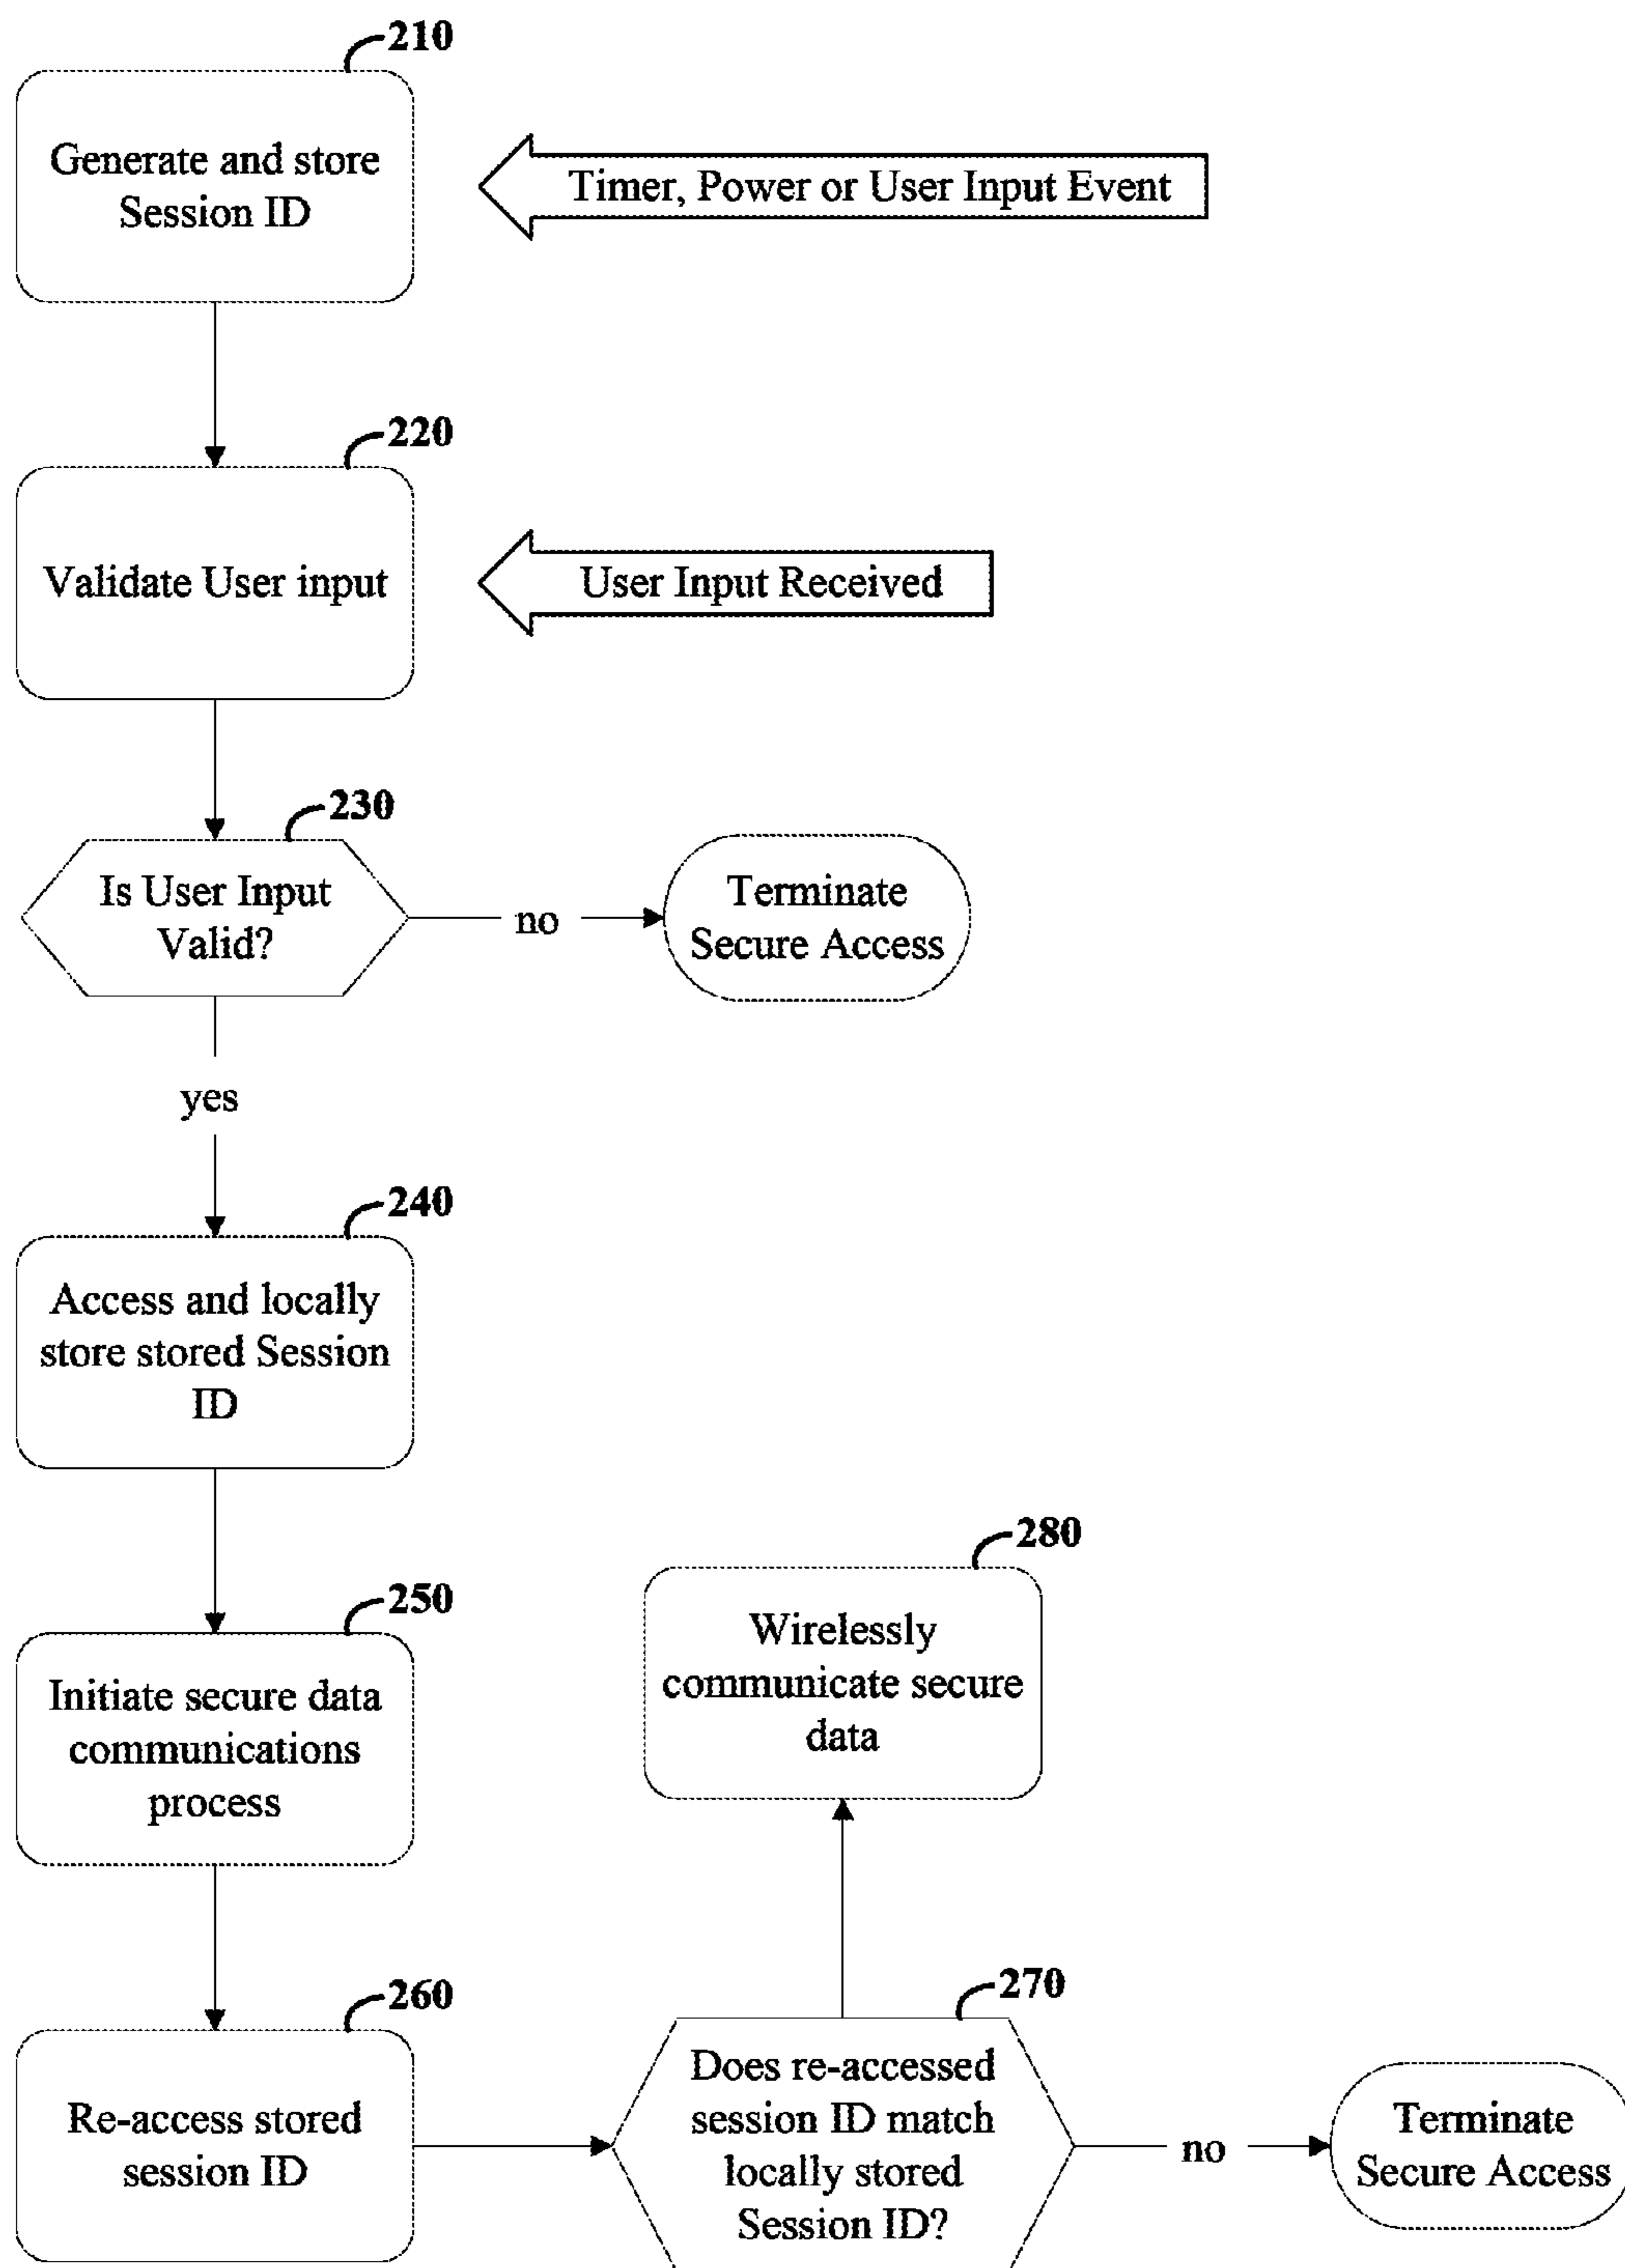 210
Generate and store
Session ID
Timer, Power or User Input Event
220
Validate User input
User Input Received
230
Is User Input
Valid?
no
Terminate
Secure Access
yes
240
Access and locally
store stored Session
ID
250
Initiate secure data
communications
process
280
Wirelessly
communicate secure
data
260
Re-access stored
session ID
270
Does re-accessed
session ID match
locally stored
Session ID?
no
Terminate
Secure Access